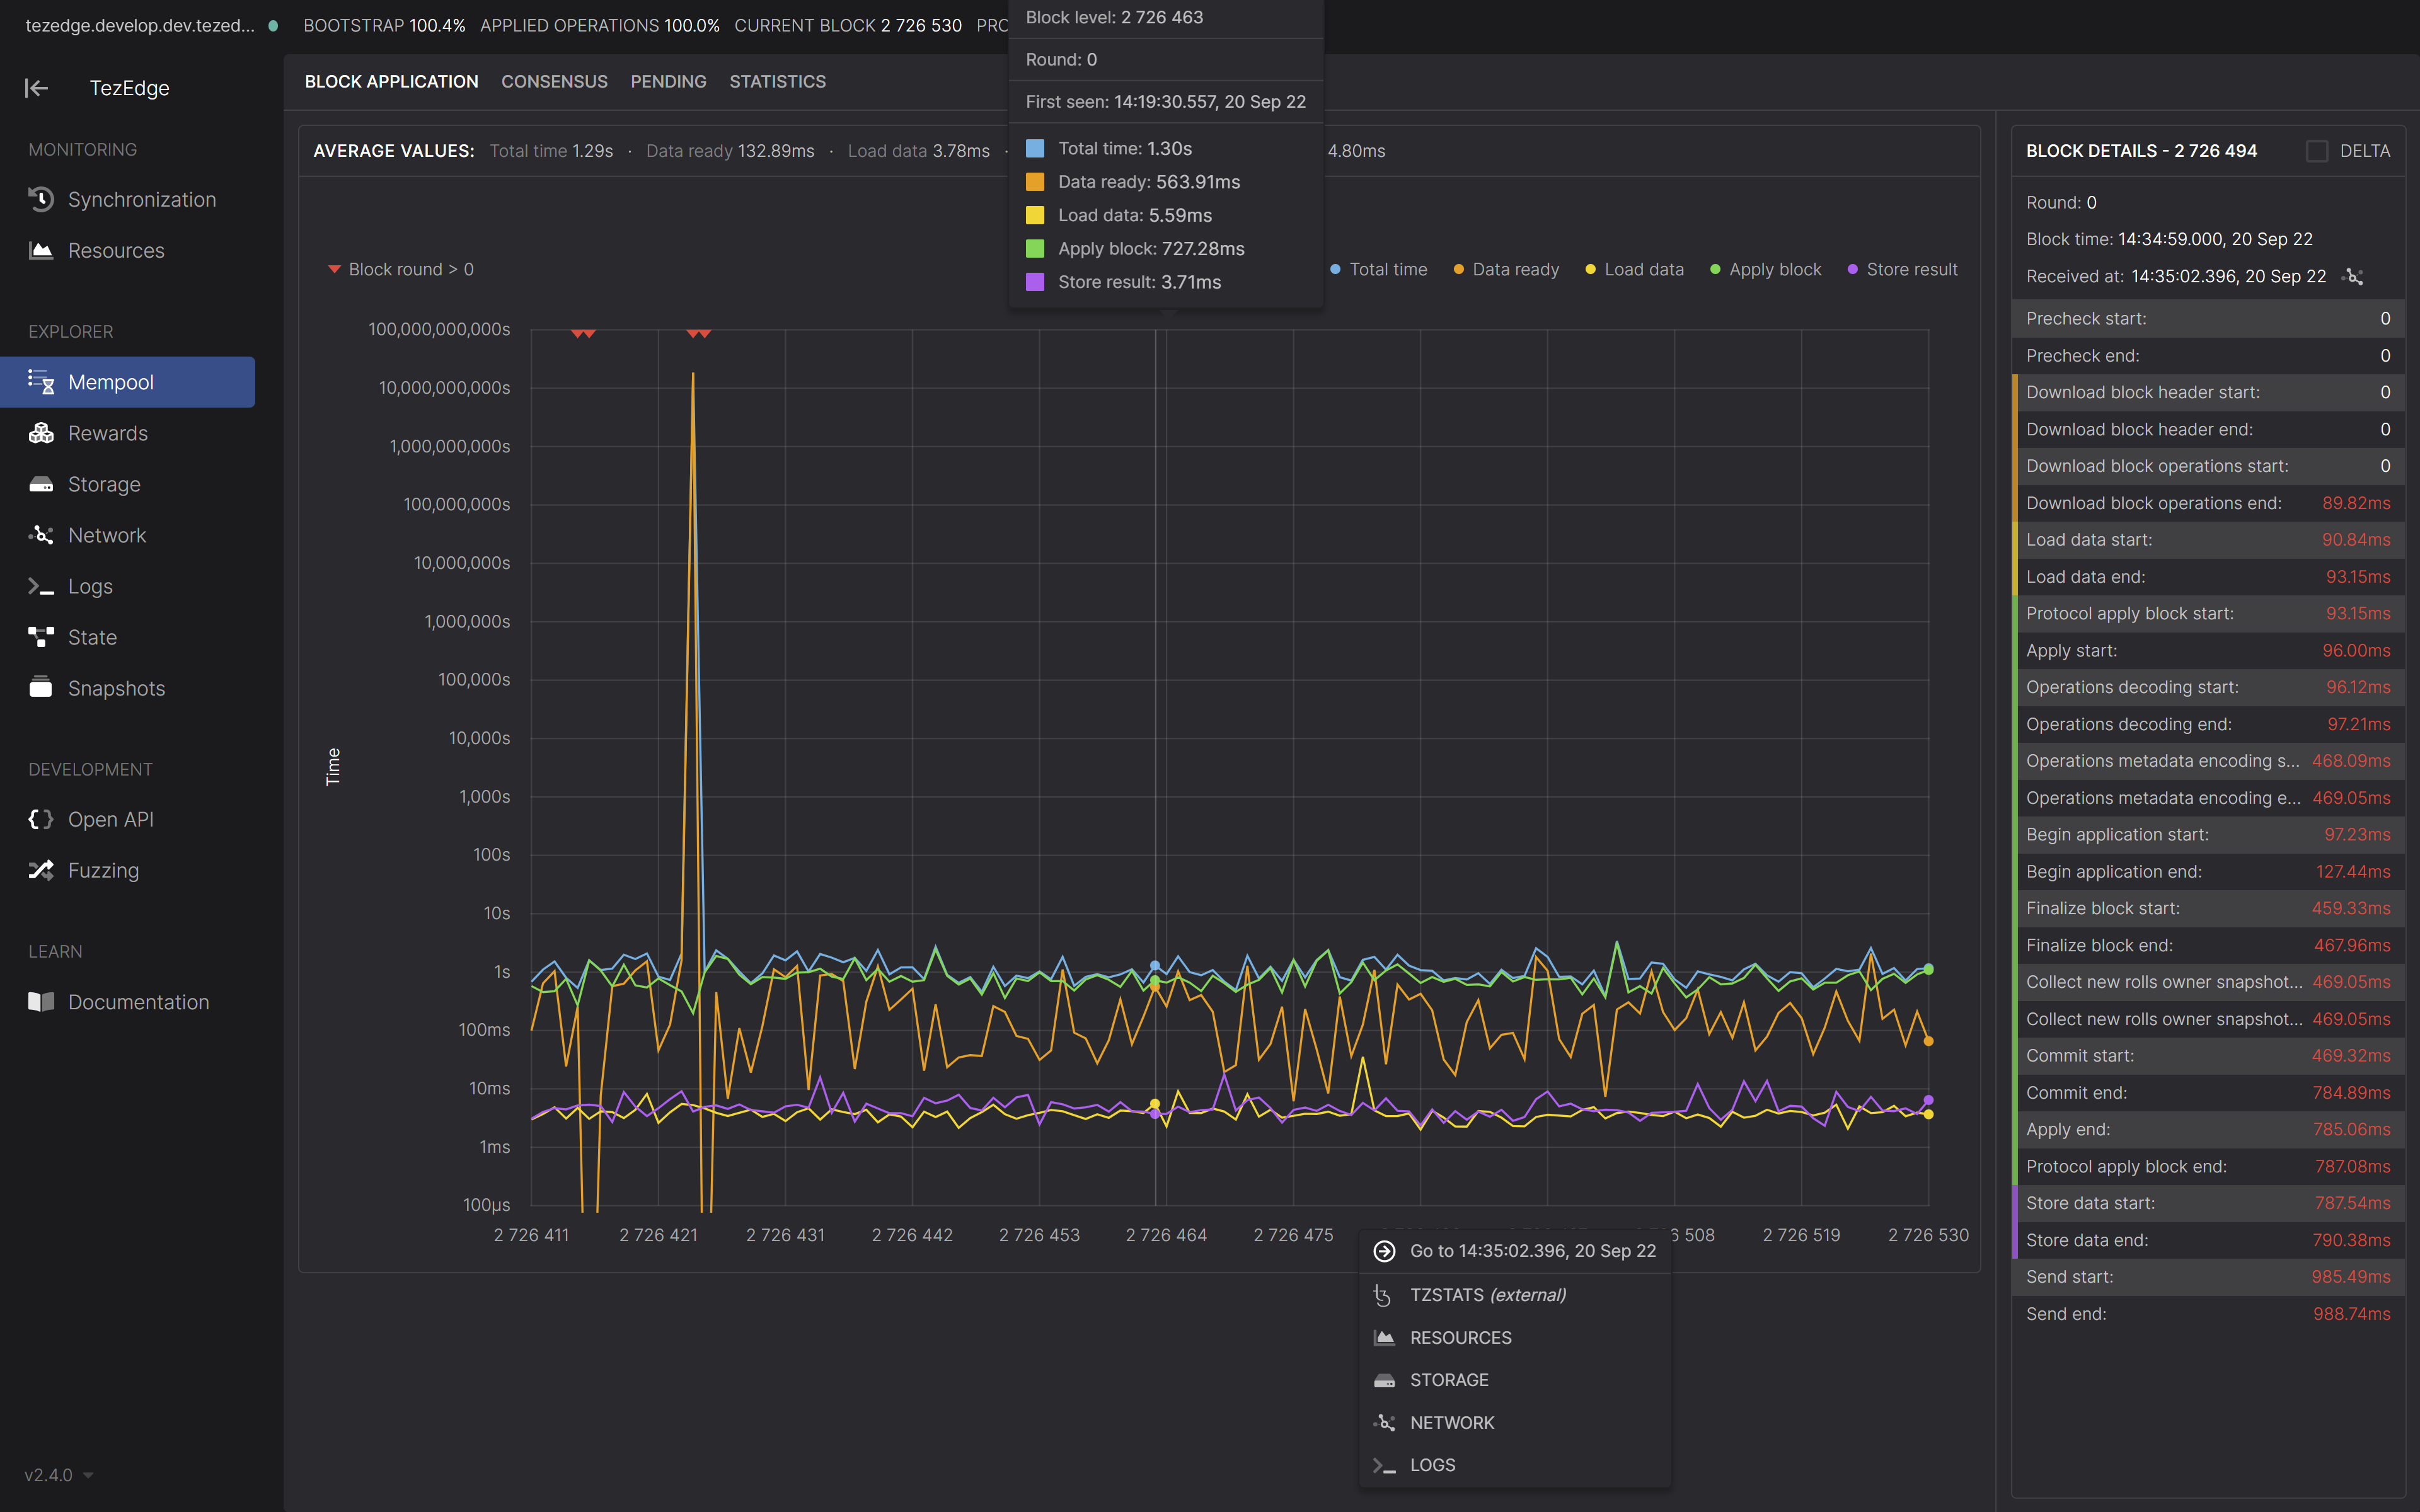 tezedge.develop.dev.tezed...
BOOTSTRAP 100.4% APPLIED OPERATIONS 100.0% CURRENT BLOCK 2 726 530
TezEdge
MONITORING
Synchronization
Resources
EXPLORER
Mempool
Rewards
Storage
Network
Logs
State
Snapshots
DEVELOPMENT
Open API
Fuzzing
LEARN
Documentation
v2.4.0
BLOCK APPLICATION CONSENSUS PENDING STATISTICS
AVERAGE VALUES: Total time 1.29s · Data ready 132.89ms · Load data 3.78ms · 4.80ms
Block level: 2 726 463
Round: 0
First seen: 14:19:30.557, 20 Sep 22
Total time: 1.30s
Data ready: 563.91ms
Load data: 5.59ms
Apply block: 727.28ms
Store result: 3.71ms
Block round > 0
Total time Data ready Load data Apply block Store result
Time
100,000,000,000s
10,000,000,000s
1,000,000,000s
100,000,000s
10,000,000s
1,000,000s
100,000s
10,000s
1,000s
100s
10s
1s
100ms
10ms
1ms
100µs
2 726 411 2 726 421 2 726 431 2 726 442 2 726 453 2 726 464 2 726 475 508 2 726 519 2 726 530
Go to 14:35:02.396, 20 Sep 22
TZSTATS (external)
RESOURCES
STORAGE
NETWORK
LOGS
BLOCK DETAILS - 2 726 494 DELTA
Round: 0
Block time: 14:34:59.000, 20 Sep 22
Received at: 14:35:02.396, 20 Sep 22
Precheck start: 0
Precheck end: 0
Download block header start: 0
Download block header end: 0
Download block operations start: 0
Download block operations end: 89.82ms
Load data start: 90.84ms
Load data end: 93.15ms
Protocol apply block start: 93.15ms
Apply start: 96.00ms
Operations decoding start: 96.12ms
Operations decoding end: 97.21ms
Operations metadata encoding s... 468.09ms
Operations metadata encoding e... 469.05ms
Begin application start: 97.23ms
Begin application end: 127.44ms
Finalize block start: 459.33ms
Finalize block end: 467.96ms
Collect new rolls owner snapshot... 469.05ms
Collect new rolls owner snapshot... 469.05ms
Commit start: 469.32ms
Commit end: 784.89ms
Apply end: 785.06ms
Protocol apply block end: 787.08ms
Store data start: 787.54ms
Store data end: 790.38ms
Send start: 985.49ms
Send end: 988.74ms